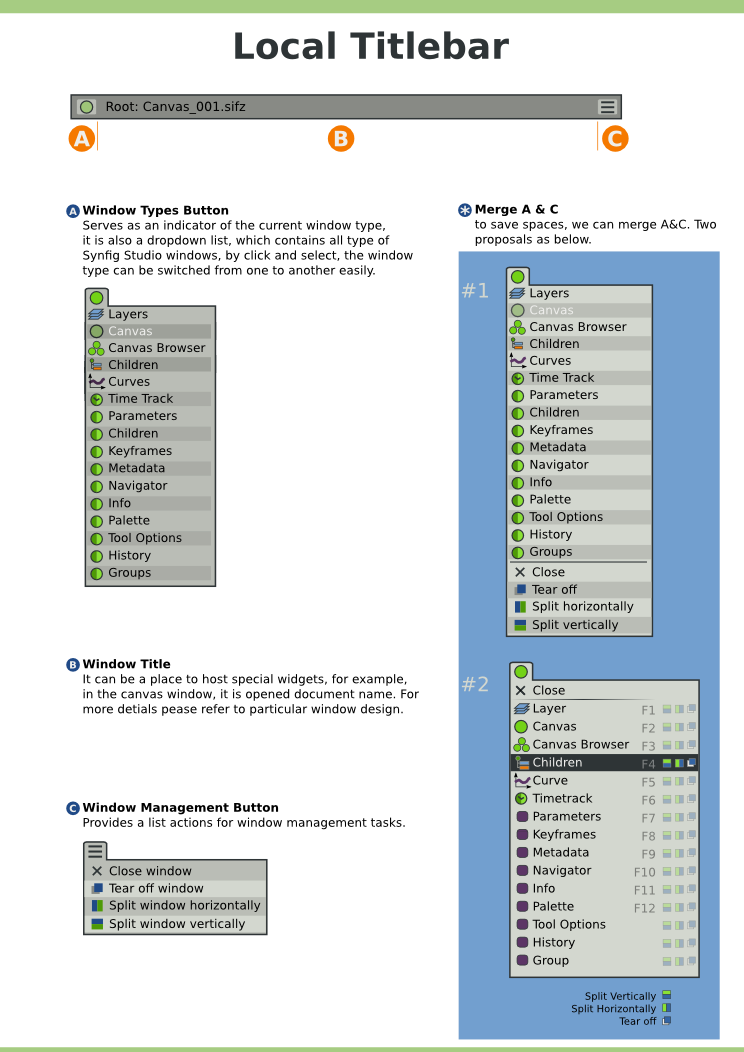 Local Titlebar
Root: Canvas_001.sifz
A
B
C
A Window Types Button
Serves as an indicator of the current window type,
it is also a dropdown list, which contains all type of
Synfig Studio windows, by click and select, the window
type can be switched from one to another easily.
Layers
Canvas
Canvas Browser
Children
Curves
Time Track
Parameters
Children
Keyframes
Metadata
Navigator
Info
Palette
Tool Options
History
Groups
B Window Title
It can be a place to host special widgets, for example,
in the canvas window, it is opened document name. For
more detials pease refer to particular window design.
C Window Management Button
Provides a list actions for window management tasks.
Close window
Tear off window
Split window horizontally
Split window vertically
Merge A & C
to save spaces, we can merge A&C. Two
proposals as below.
#1
Layers
Canvas
Canvas Browser
Children
Curves
Time Track
Parameters
Children
Keyframes
Metadata
Navigator
Info
Palette
Tool Options
History
Groups
Close
Tear off
Split horizontally
Split vertically
#2
Close
Layer F1
Canvas F2
Canvas Browser F3
Children F4
Curve F5
Timetrack F6
Parameters F7
Keyframes F8
Metadata F9
Navigator F10
Info F11
Palette F12
Tool Options
History
Group
Split Vertically
Split Horizontally
Tear off